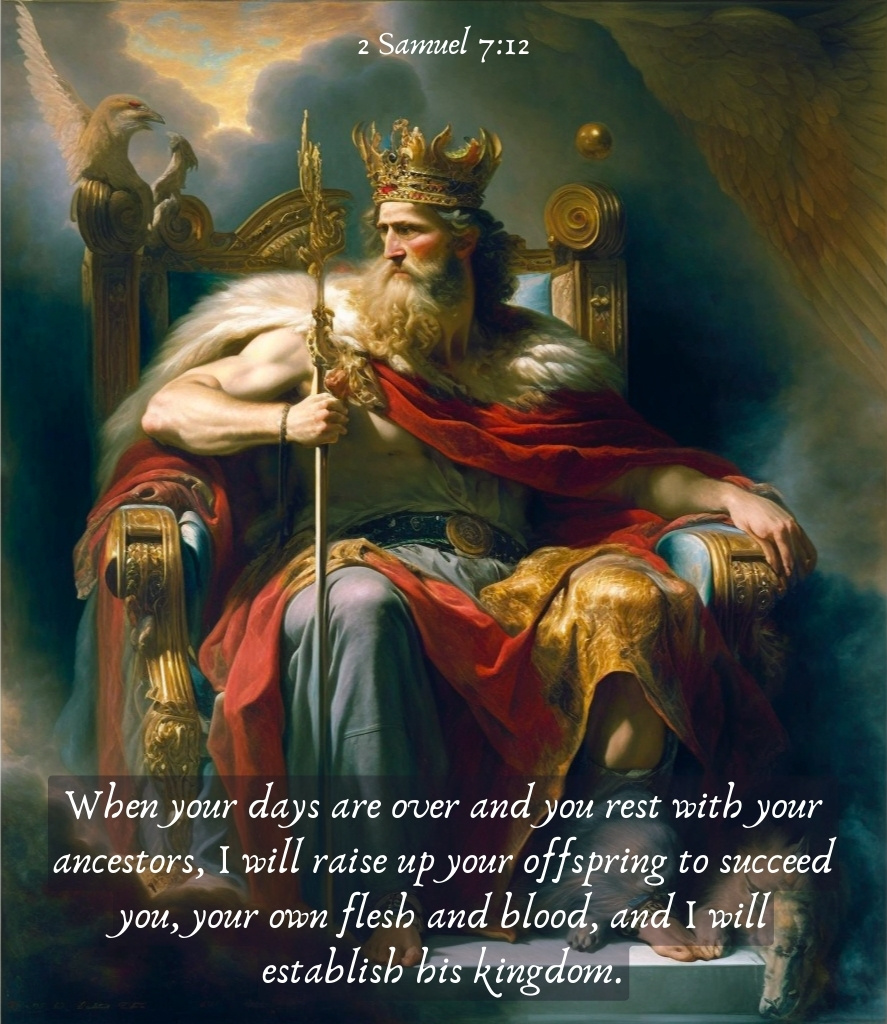 2 Samuel 7:12
When your days are over and you rest with your
ancestors, I will raise up your offspring to succeed
you, your own flesh and blood, and I will
establish his kingdom.